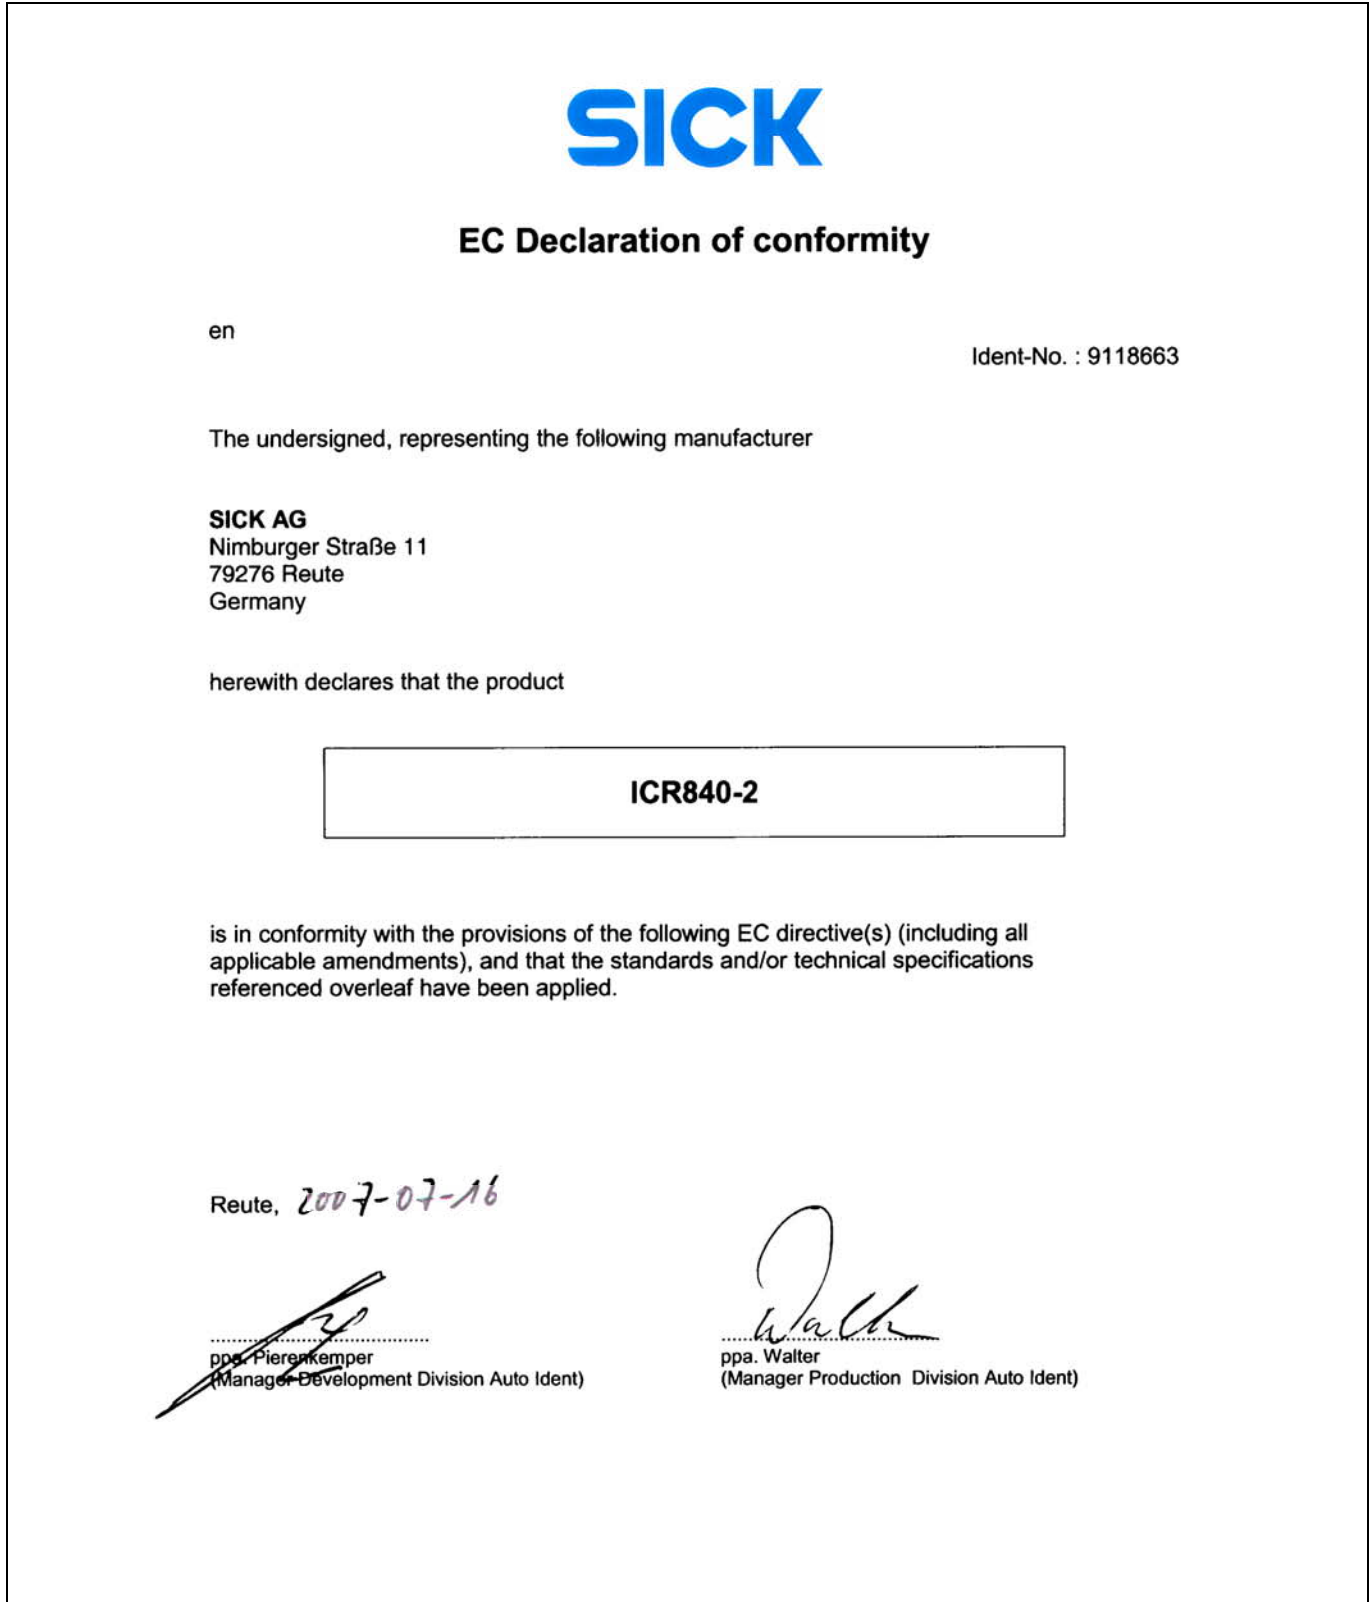 SICK
EC Declaration of conformity
en
Ident-No. : 9118663
The undersigned, representing the following manufacturer
SICK AG
Nimburger Straße 11
79276 Reute
Germany
herewith declares that the product
ICR840-2
is in conformity with the provisions of the following EC directive(s) (including all
applicable amendments), and that the standards and/or technical specifications
referenced overleaf have been applied.
Reute, 2007-07-16
Walter
ppa. Pierenkemper
(Manager Development Division Auto Ident)
ppa. Walter
(Manager Production Division Auto Ident)